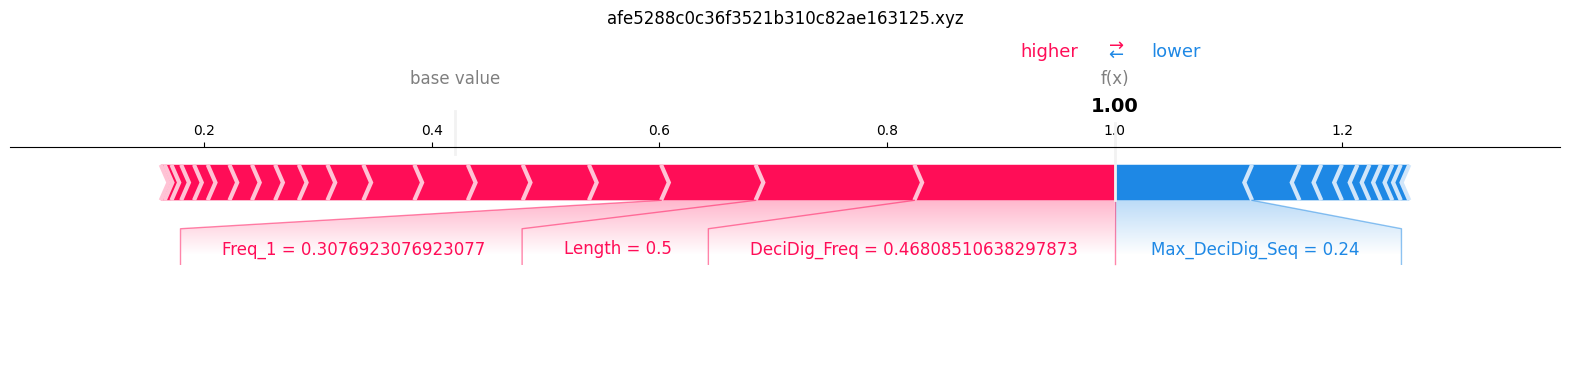 afe5288c0c36f3521b310c82ae163125.xyz
higher ⇄ lower
base value f(x)
1.00
0.2 0.4 0.6 0.8 1.0 1.2
Freq_1 = 0.3076923076923077 Length = 0.5 DeciDig_Freq = 0.46808510638297873 Max_DeciDig_Seq = 0.24